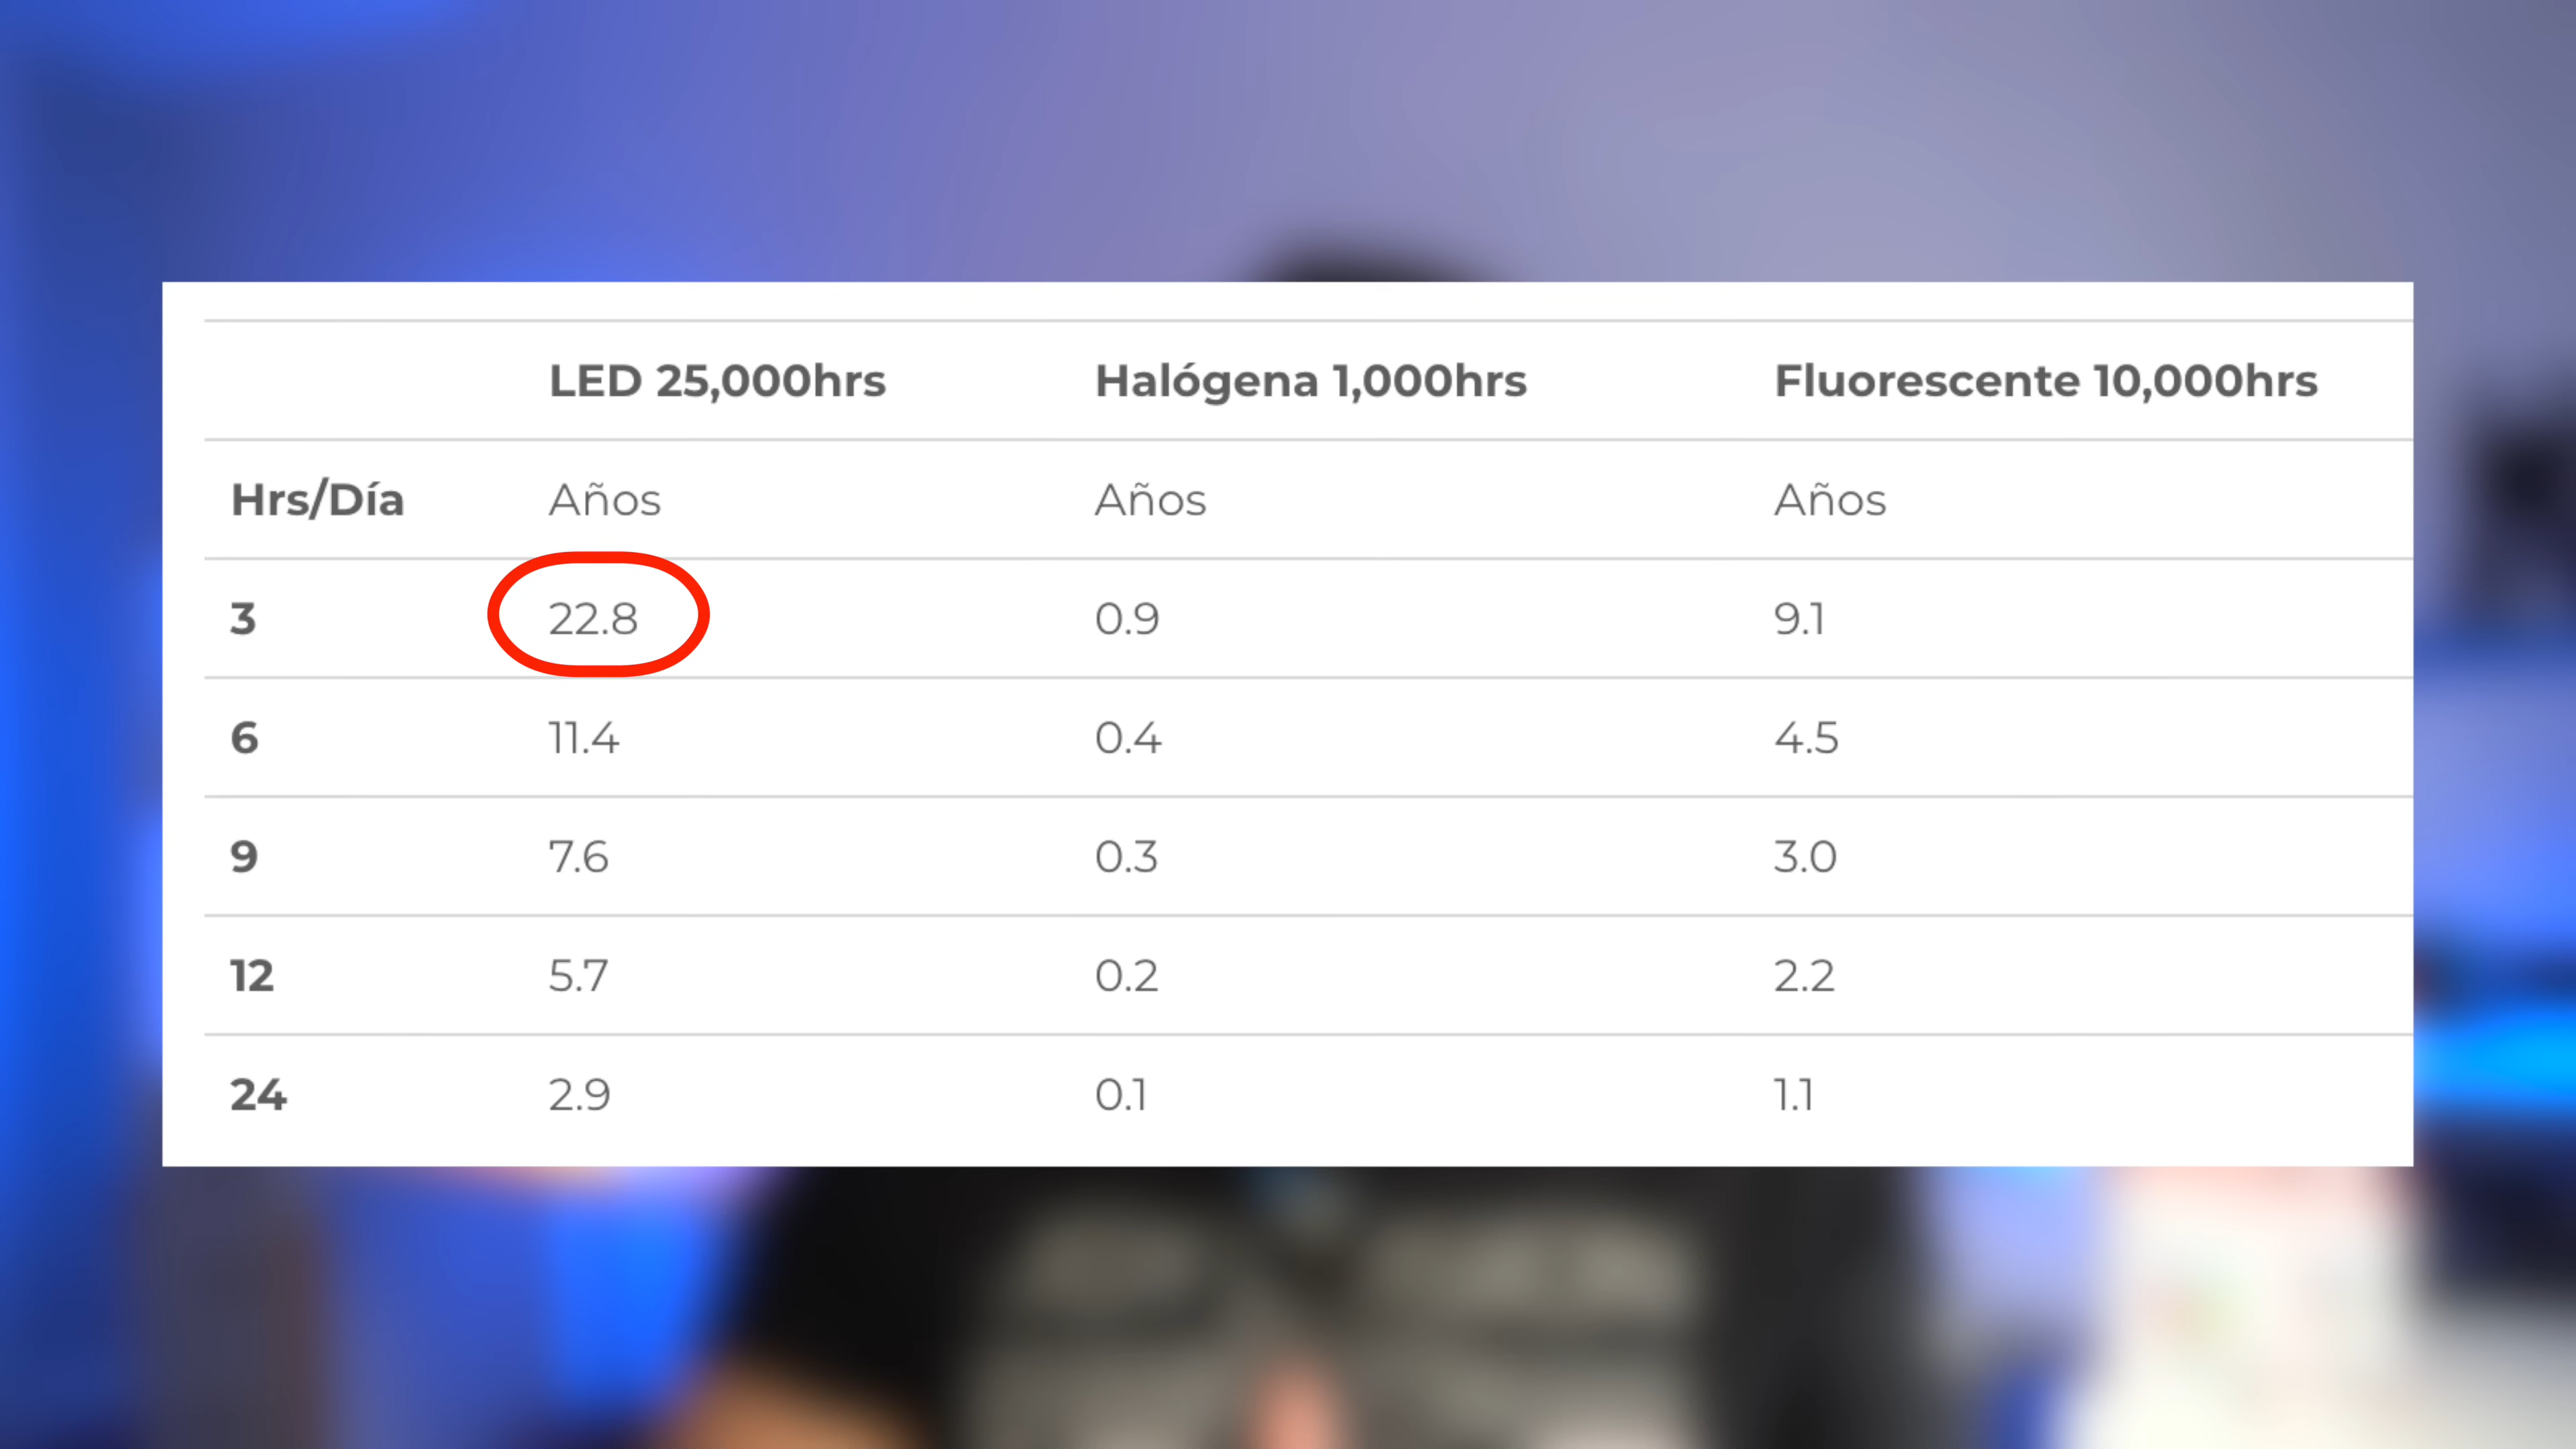 LED 25,000hrs Halógena 1,000hrs Fluorescente 10,000hrs
Hrs/Día Años Años Años
3 22.8 0.9 9.1
6 11.4 0.4 4.5
9 7.6 0.3 3.0
12 5.7 0.2 2.2
24 2.9 0.1 1.1